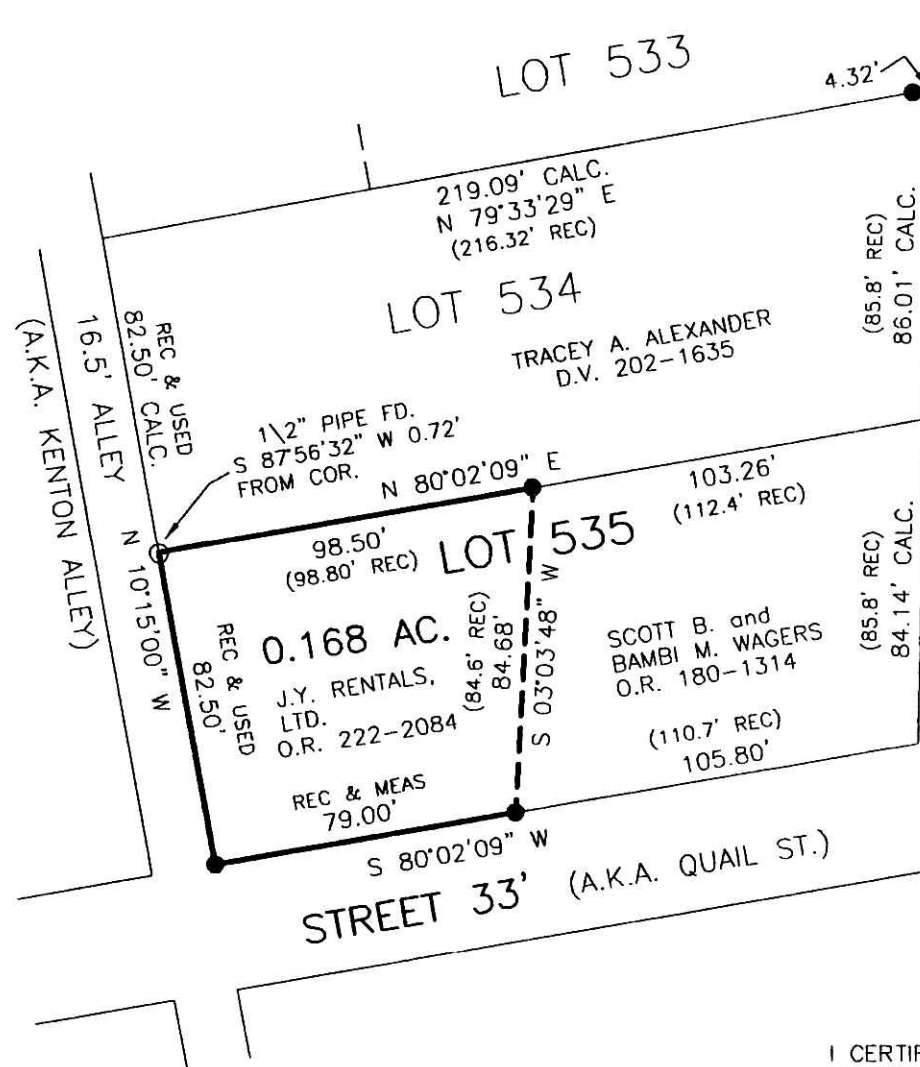 LOT 533
4.32'
219.09' CALC.
N 79°33'29" E
(216.32' REC)
LOT 534
TRACEY A. ALEXANDER
D.V. 202-1635
(85.8' REC)
86.01' CALC.
REC & USED
82.50' CALC.
16.5' ALLEY
(A.K.A. KENTON ALLEY)
N 10°15'00" W
1\2" PIPE FD.
S 87°56'32" W 0.72'
FROM COR.
N 80°02'09" E
98.50'
(98.80' REC)
LOT 535
103.26'
(112.4' REC)
0.168 AC.
J.Y. RENTALS,
LTD.
O.R. 222-2084
REC & USED
82.50'
(84.6' REC)
84.68'
S 03°03'48" W
SCOTT B. and
BAMBI M. WAGERS
O.R. 180-1314
(85.8' REC)
84.14' CALC.
(110.7' REC)
105.80'
REC & MEAS
79.00'
S 80°02'09" W
STREET 33' (A.K.A. QUAIL ST.)
I CERTIF